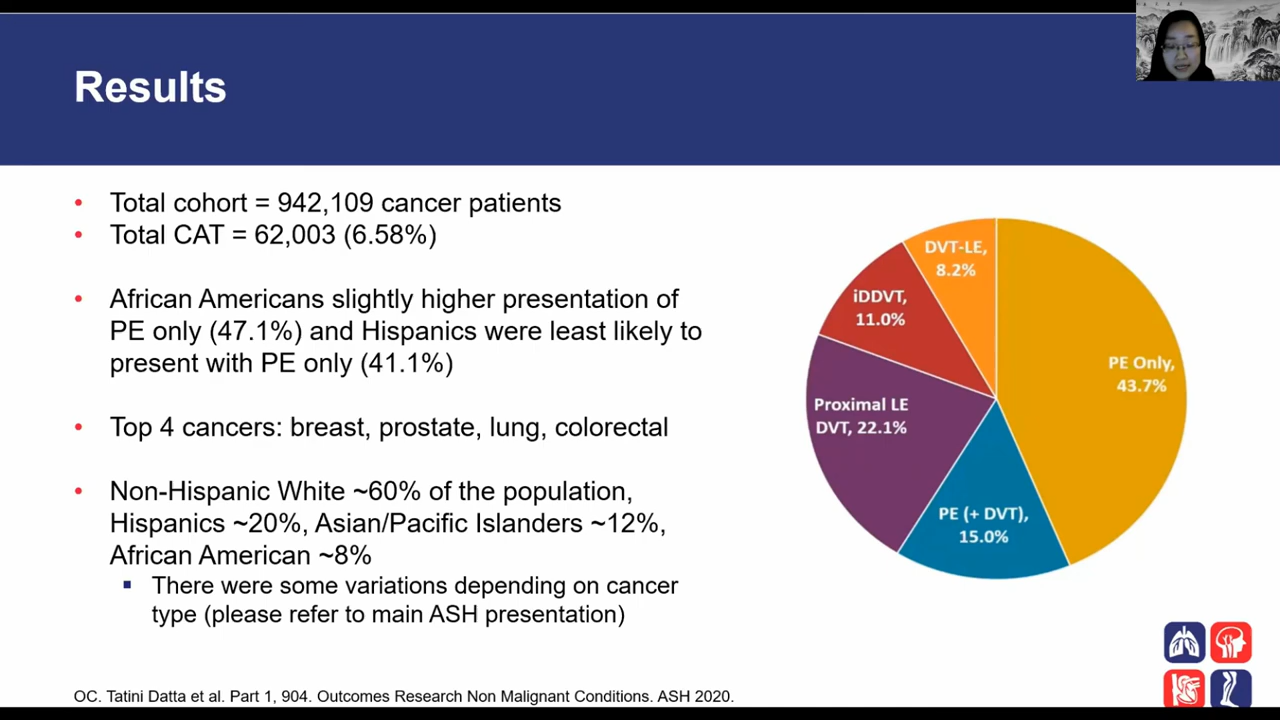 Results
• Total cohort = 942,109 cancer patients
• Total CAT = 62,003 (6.58%)
• African Americans slightly higher presentation of
PE only (47.1%) and Hispanics were least likely to
present with PE only (41.1%)
• Top 4 cancers: breast, prostate, lung, colorectal
• Non-Hispanic White ~60% of the population,
Hispanics ~20%, Asian/Pacific Islanders ~12%,
African American ~8%
▪ There were some variations depending on cancer
type (please refer to main ASH presentation)
DVT-LE,
8.2%
iDDVT,
11.0%
PE Only,
43.7%
Proximal LE
DVT, 22.1%
PE (+ DVT),
15.0%
OC. Tatini Datta et al. Part 1, 904. Outcomes Research Non Malignant Conditions. ASH 2020.